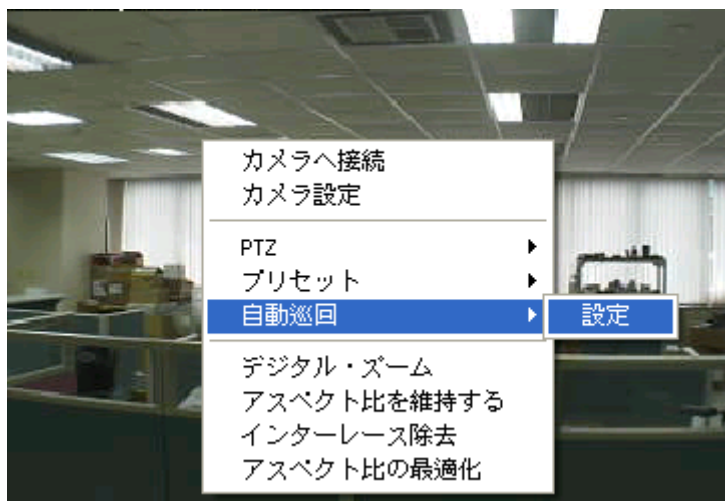 カメラへ接続
カメラ設定
PTZ
プリセット
自動巡回
設定
デジタル・ズーム
アスペクト比を維持する
インターレース除去
アスペクト比の最適化